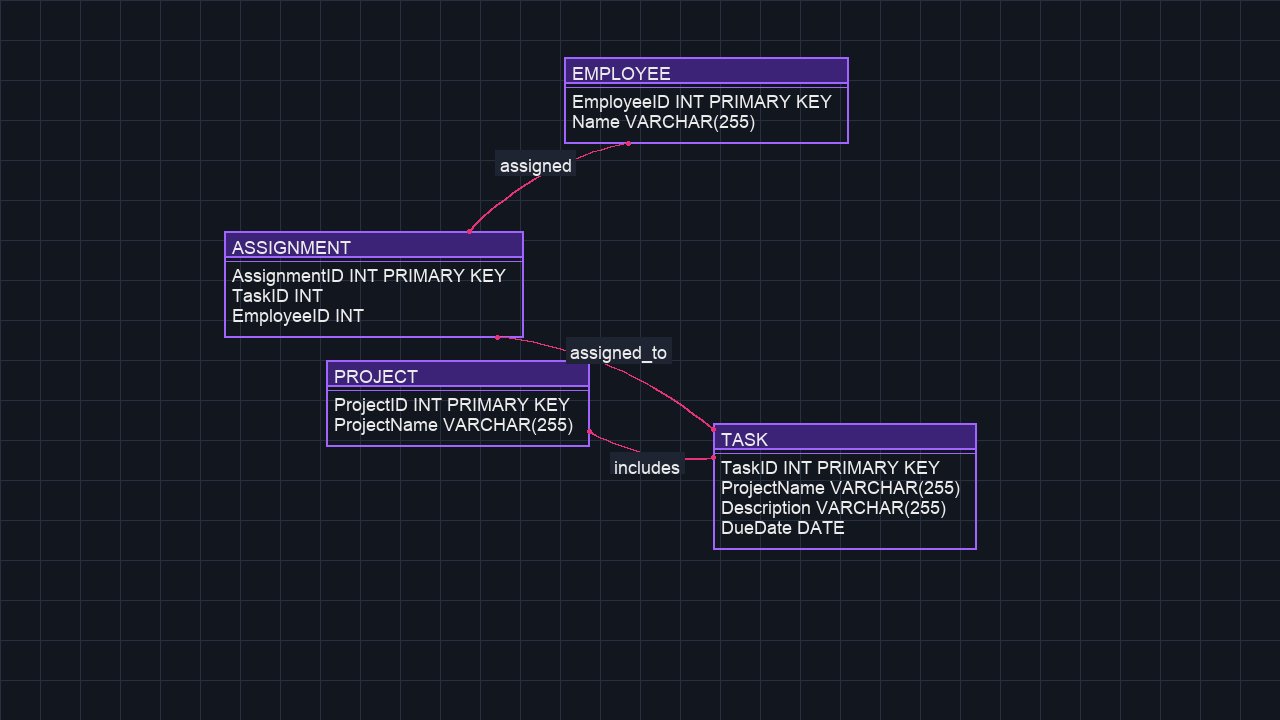 EMPLOYEE
EmployeeID INT PRIMARY KEY
Name VARCHAR(255)
assigned
ASSIGNMENT
AssignmentID INT PRIMARY KEY
TaskID INT
EmployeeID INT
assigned_to
PROJECT
ProjectID INT PRIMARY KEY
ProjectName VARCHAR(255)
includes
TASK
TaskID INT PRIMARY KEY
ProjectName VARCHAR(255)
Description VARCHAR(255)
DueDate DATE